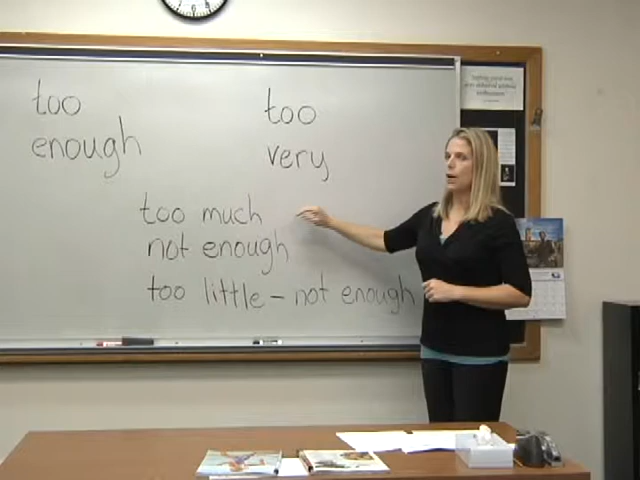 too
enough
too
very
too much
not enough
too little – not enough